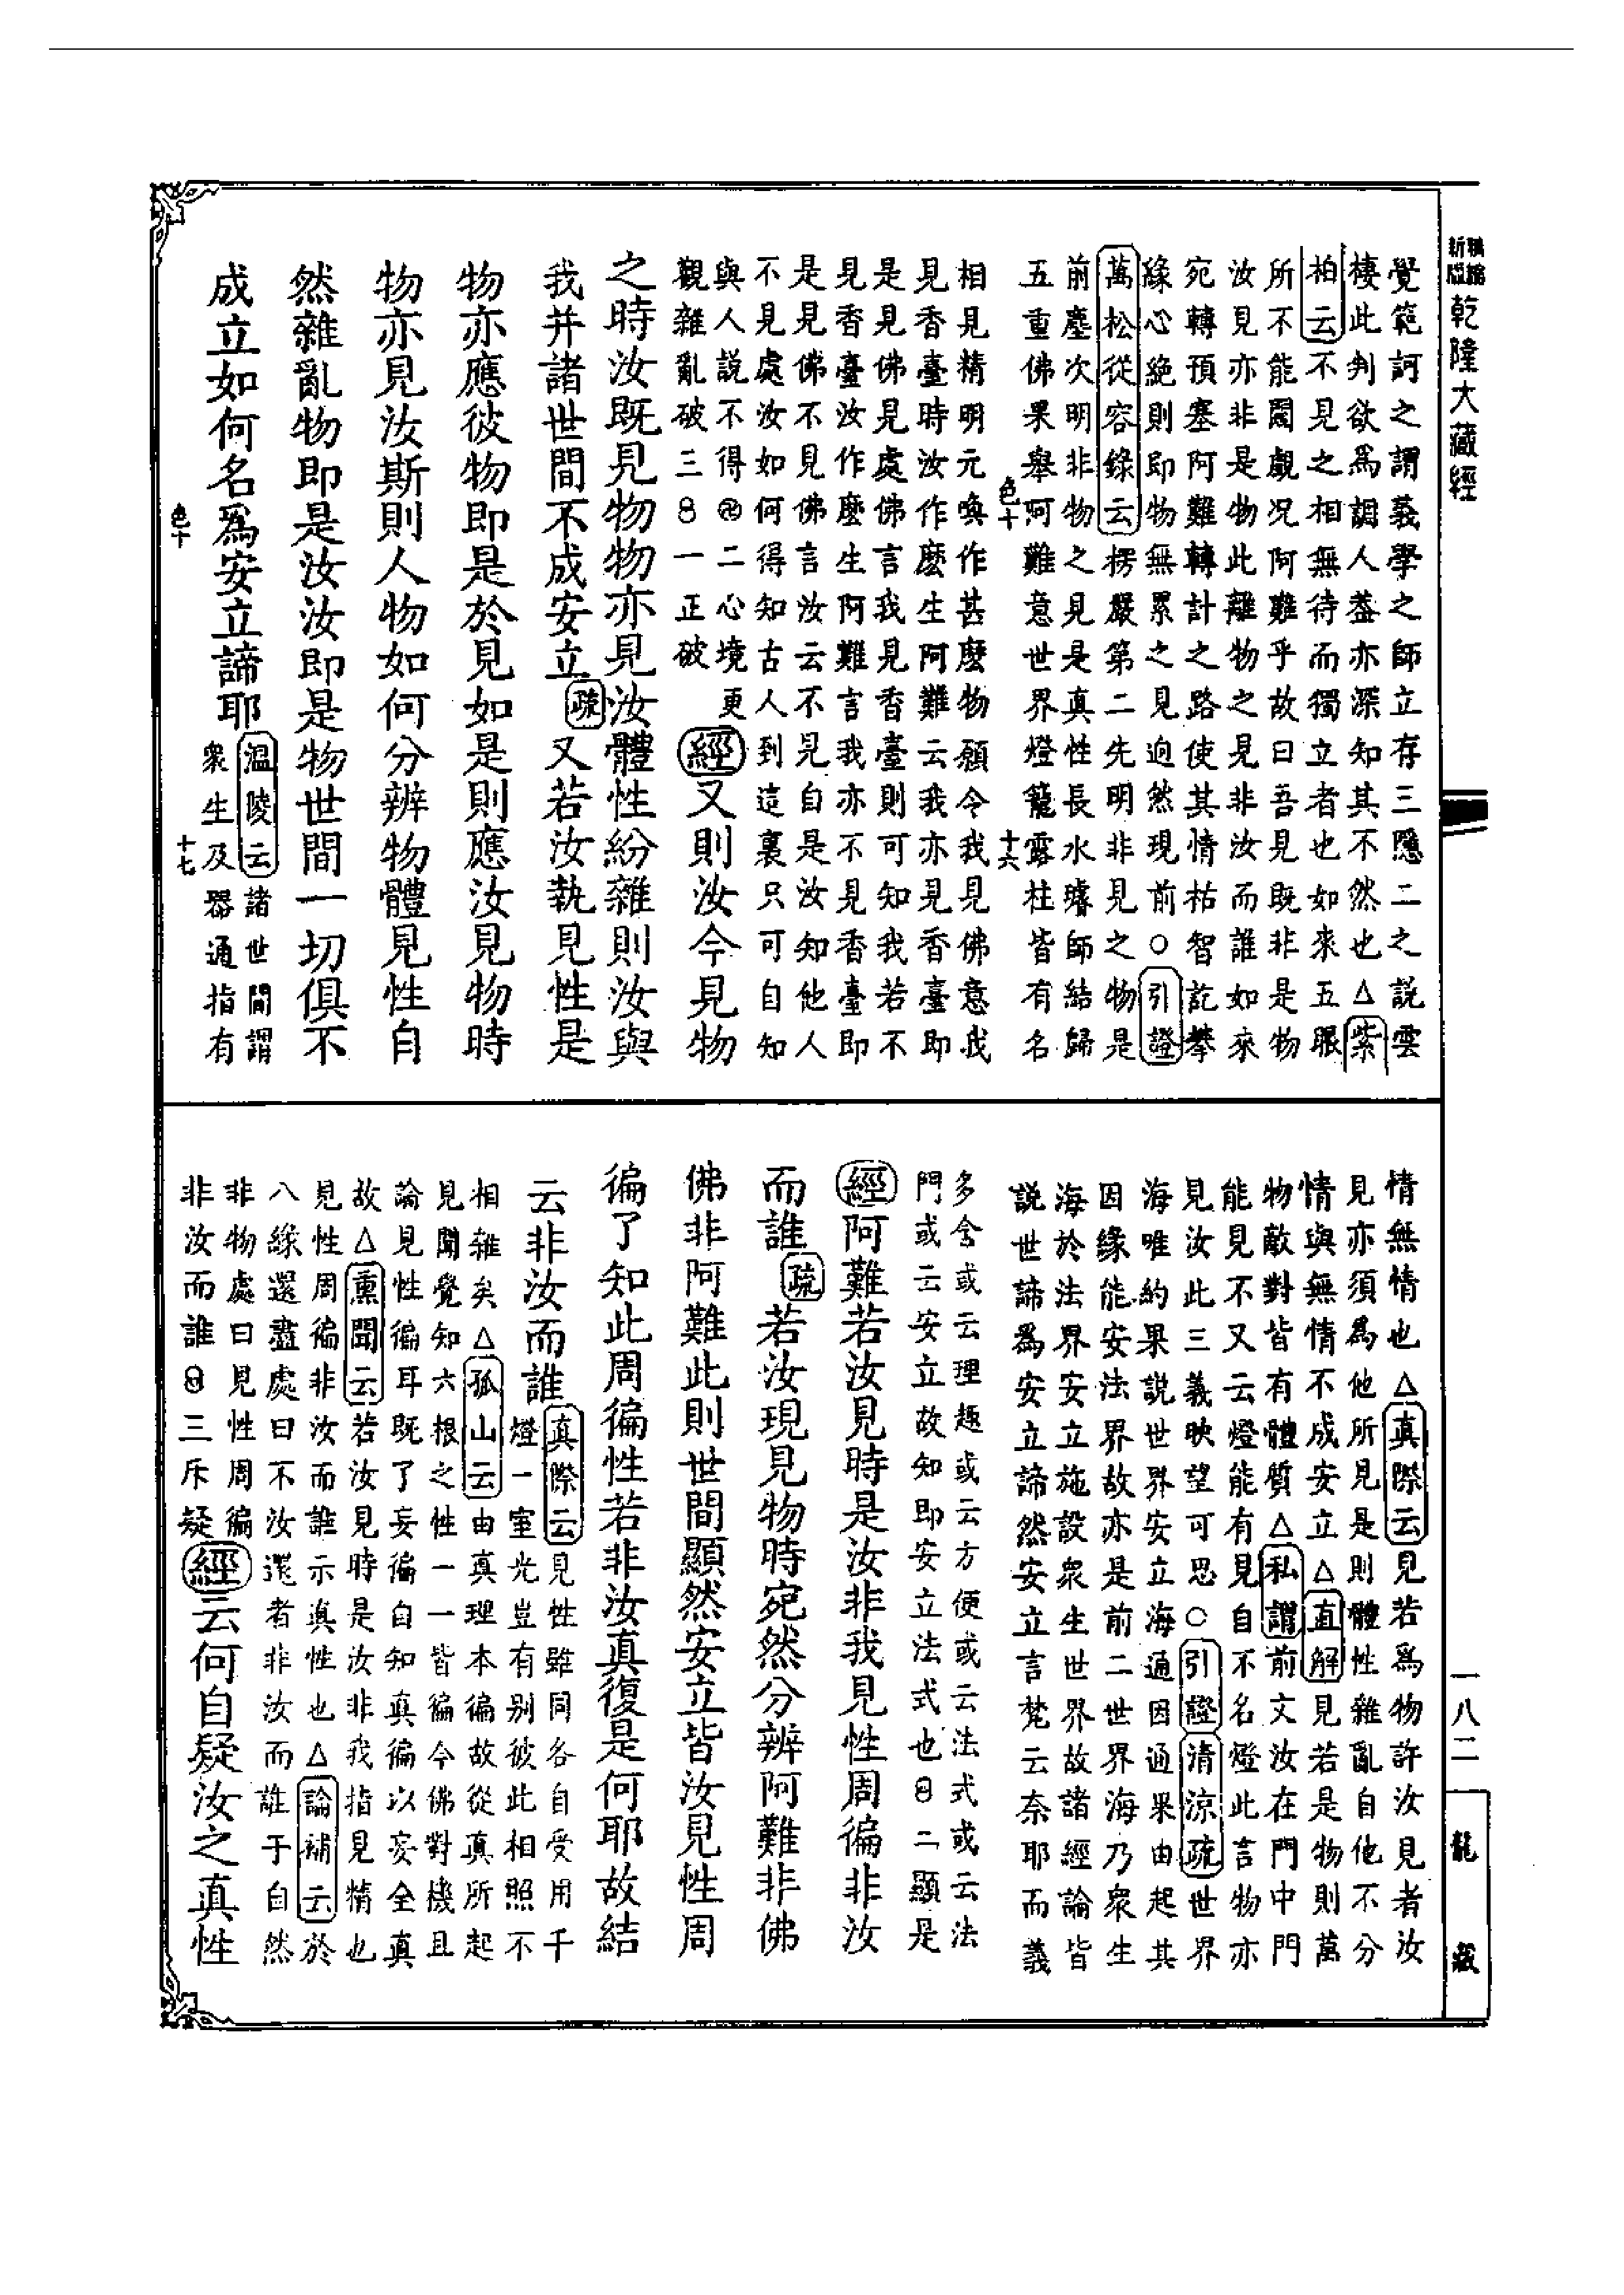 乾隆大藏經
覺範訶之謂義學之師立存三隱二之説雲
棲此判欲爲調人葢亦深知其不然也△紫
柏云不見之相無待而獨立者也如來五眼
所不能閱覷况阿難乎故曰吾見既非是物
汝見亦非是物此離物之見非汝而誰如來
宛轉預塞阿難轉計之路使其情枯智訖攀
緣心絶則即物無累之見逈然現前○引證
萬松從容錄云楞嚴第二先明非見之物是
前塵次明非物之見是真性長水璿師結歸
五重佛果舉阿難意世界燈籠露柱皆有名
色十
十六
相見精明元喚作甚麽物願令我見佛意我
見香臺時汝作麽生阿難云我亦見香臺即
是見佛見處佛言我見香臺則可知我若不
見香臺汝作麽生阿難言我亦不見香臺即
是見佛不見佛言汝云不見自是汝知他人
不見處汝如何得知古人到這裏只可自知
與人説不得卍二心境
更
觀雜亂破三8一正破
經又則汝今見物
之時汝既見物物亦見汝體性紛雜則汝與
我并諸世間不成安立疏又若汝執見性是
物亦應彼物即是於見如是則應汝見物時
物亦見汝斯則人物如何分辨物體見性自
然雜亂物即是汝汝即是物世間一切俱不
成立如何名爲安立諦耶
温陵云諸世間謂
衆生及器通指有
色十
十七
情無情也△真際云見若爲物許汝見者汝
見亦須爲他所見是則體性雜亂自他不分
情與無情不成安立△直解見若是物則萬
物敵對皆有體質△私謂前文汝在門中門
能見不又云燈能有見自不名燈此言物亦
見汝此三義映望可思○引證清涼疏世界
海唯約果説世界安立海通因通果由起其
因緣能安法界故亦是前二世界海乃衆生
海於法界安立施設衆生世界故諸經論皆
説世諦爲安立諦然安立言梵云奈耶而義
多含或云理趣或云方便或云法式或云法
門或云安立故知即安立法式也8二顯是
經阿難若汝見時是汝非我見性周徧非汝
而誰疏若汝現見物時宛然分辨阿難非佛
佛非阿難此則世間顯然安立皆汝見性周
徧了知此周徧性若非汝真復是何耶故結
云非汝而誰
真際云見性雖同各自受用千
燈一室光豈有别彼此相照不
相雜矣△孤山云由真理本徧故從真所起
見聞覺知六根之性一一皆徧今佛對機且
論見性徧耳既了妄徧自知真徧以妄全真
故△熏聞云若汝見時是汝非我指見精也
見性周徧非汝而誰示真性也△論補云於
八緣還盡處曰不汝還者非汝而誰于自然
非物處曰見性周徧
非汝而誰8三斥疑
經云何自疑汝之真性
一八二
龍
藏